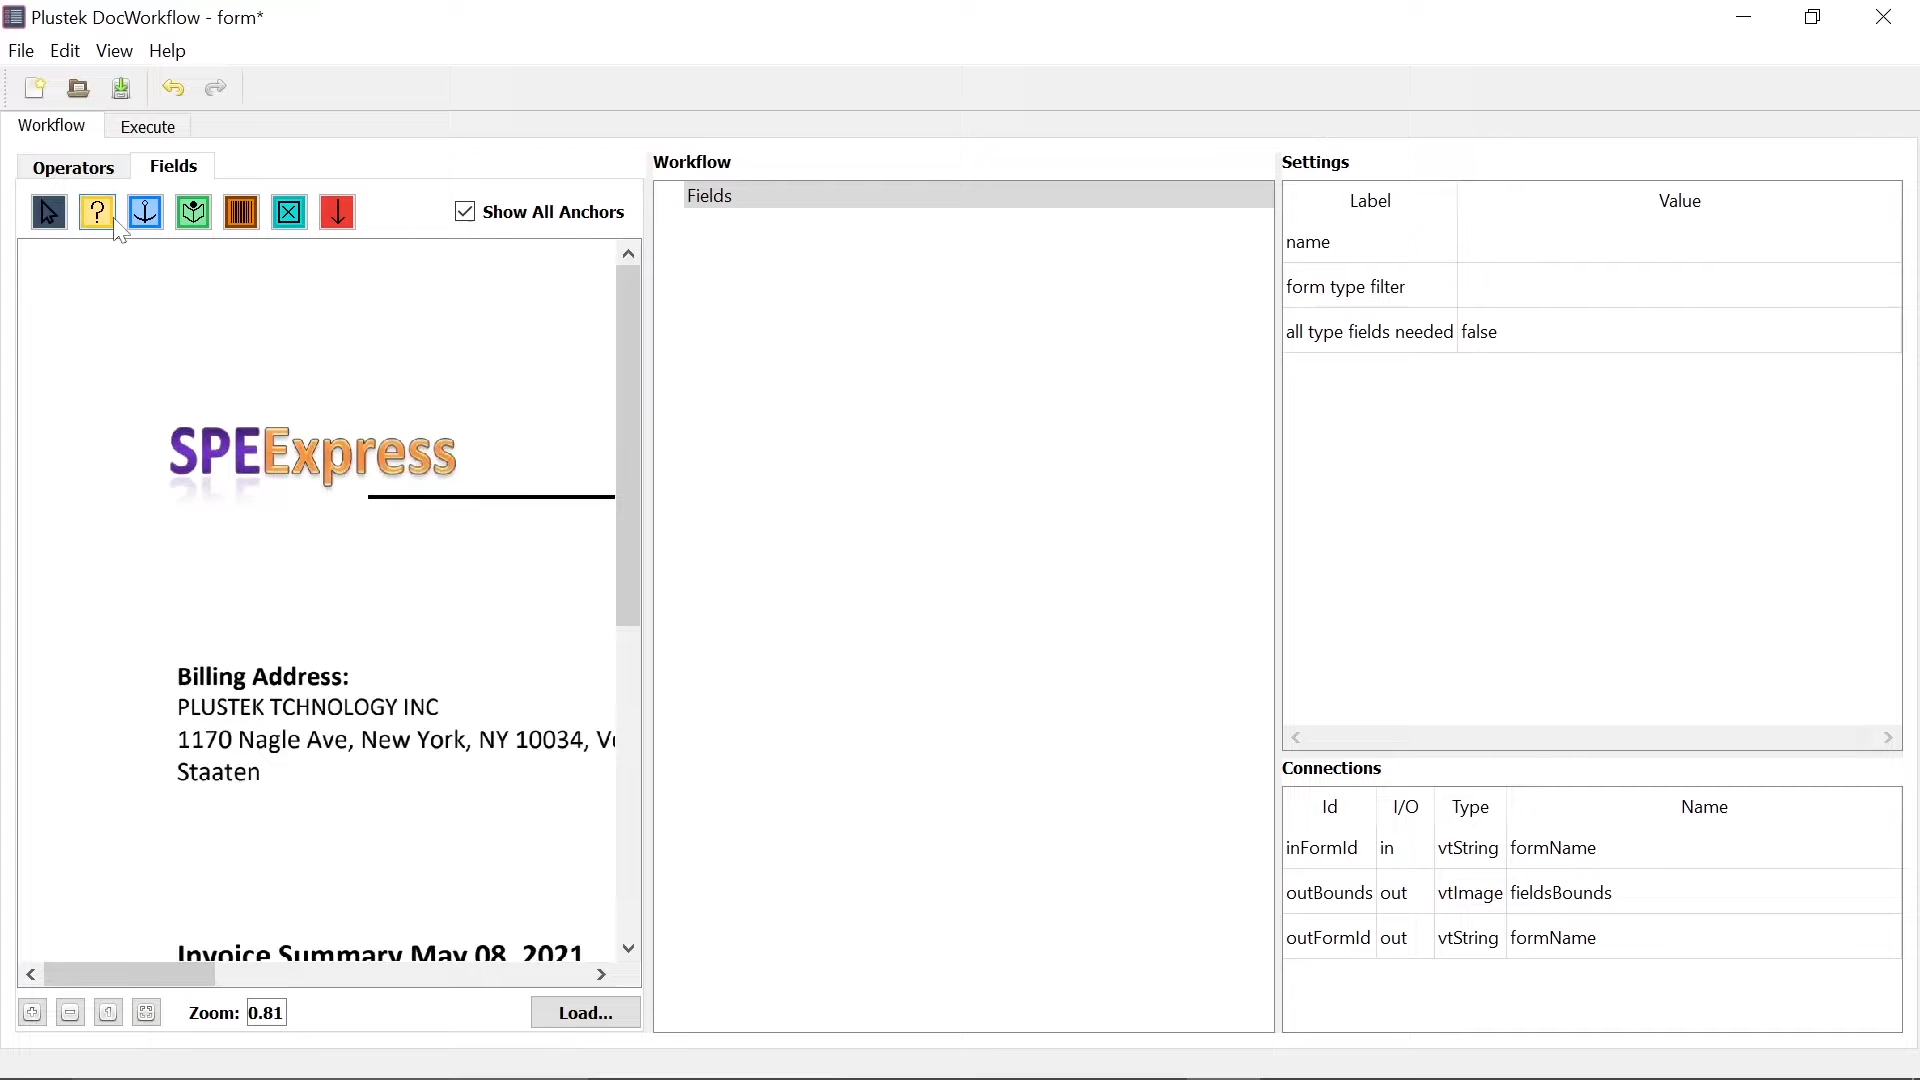 Plustek DocWorkflow - form*
File Edit View Help
Workflow Execute
Operators Fields
Show All Anchors
SPEExpress
Billing Address:
PLUSTEK TCHNOLOGY INC
1170 Nagle Ave, New York, NY 10034,
Staaten
Invoice Summary May 08, 2021
Zoom: 0.81 Load...
Workflow
Fields
Settings
Label Value
name
form type filter
all type fields needed false
Connections
Id I/O Type Name
inFormId in vtString formName
outBounds out vtImage fieldsBounds
outFormId out vtString formName